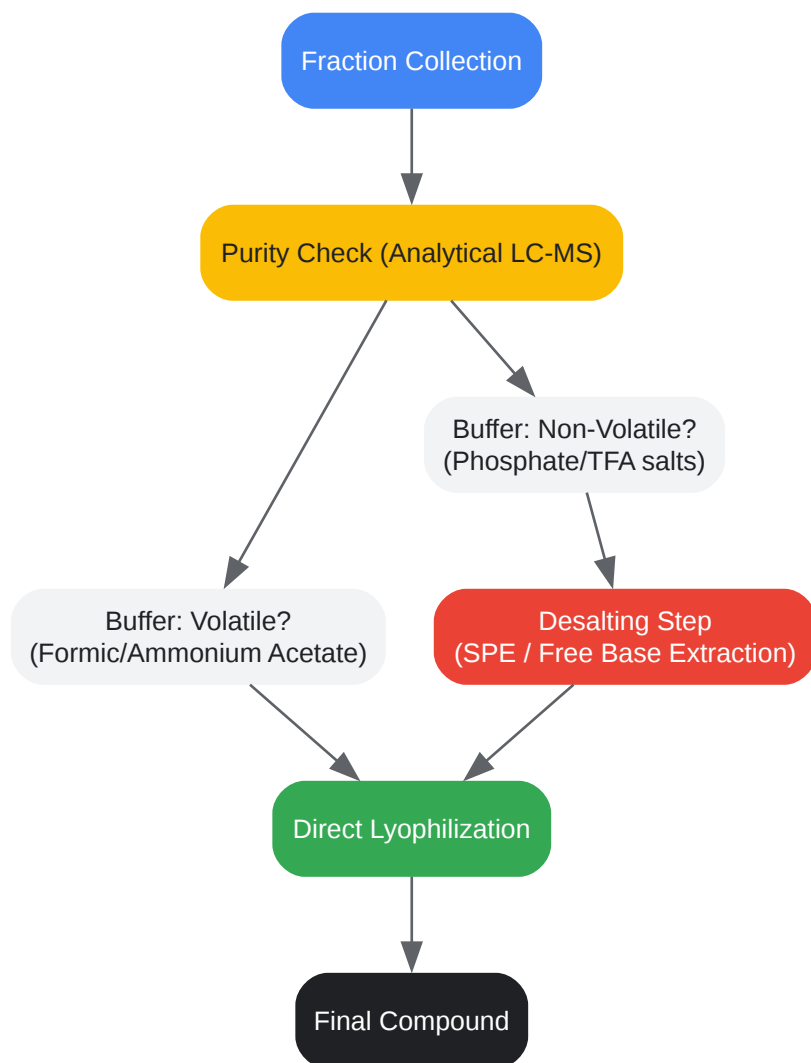 Fraction Collection
Purity Check (Analytical LC-MS)
Buffer: Non-Volatile?
(Phosphate/TFA salts)
Buffer: Volatile?
(Formic/Ammonium Acetate)
Desalting Step
(SPE / Free Base Extraction)
Direct Lyophilization
Final Compound